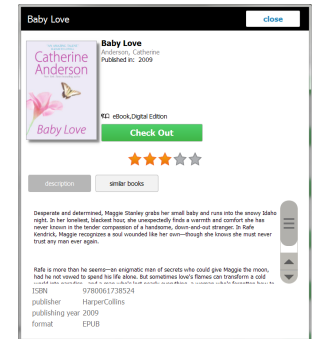 Baby Love
close
Catherine
Anderson
Baby Love
Baby Love
Anderson, Catherine
Published in: 2009
eBook,Digital Edition
Check Out
description
similar books
Desperate and determined, Maggie Stanley grabs her small baby and runs into the snowy Idaho
night. In her loneliest, blackest hour, she unexpectedly finds a warmth and comfort she has
never known in the tender compassion of a handsome, down-and-out stranger. In Rafe
Kendrick, Maggie recognizes a soul wounded like her own—though she knows she must never
trust any man ever again.
Rafe is more than he seems—an enigmatic man of secrets who could give Maggie the moon,
had he not vowed to spend his life alone. But sometimes love's flames can transform a cold
ISBN 9780061738524
publisher HarperCollins
publishing year 2009
format EPUB